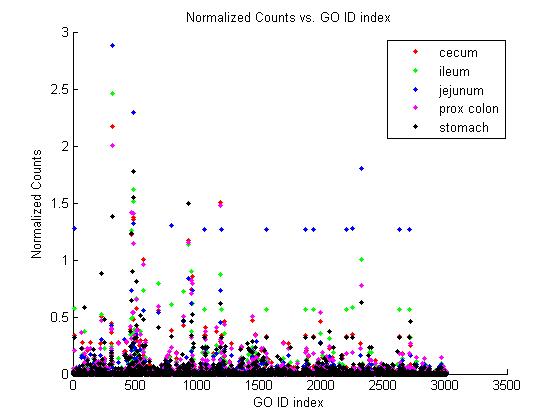 Normalized Counts vs. GO ID index
3
2.5
2
1.5
1
0.5
0
Normalized Counts
cecum
ileum
jejunum
prox colon
stomach
0 500 1000 1500 2000 2500 3000 3500
GO ID index